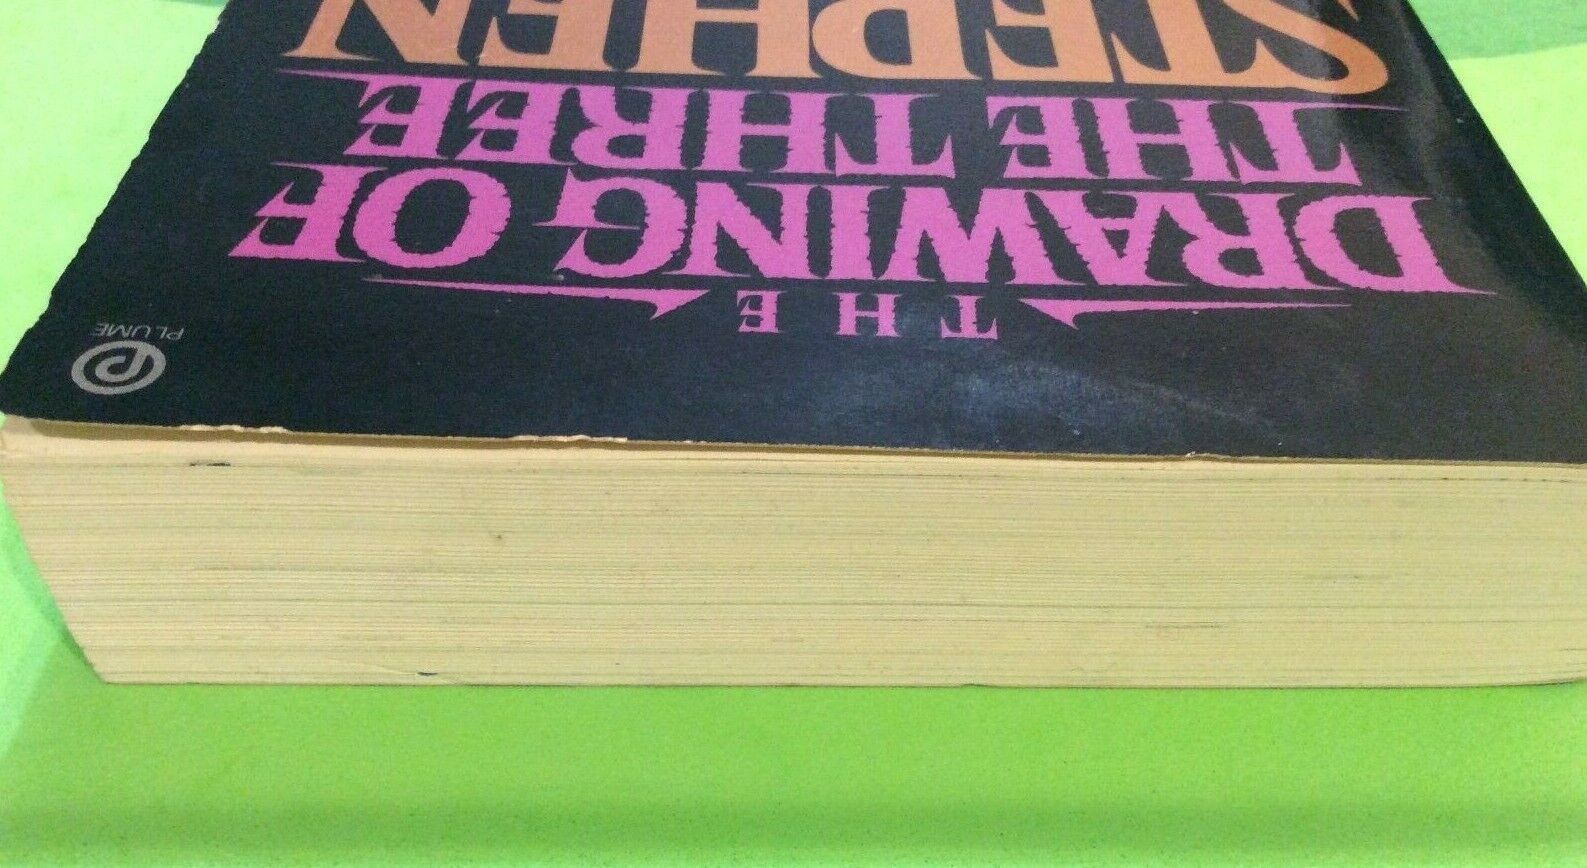 STEPHEN
THE
DRAWING OF
THE THREE
PLUME